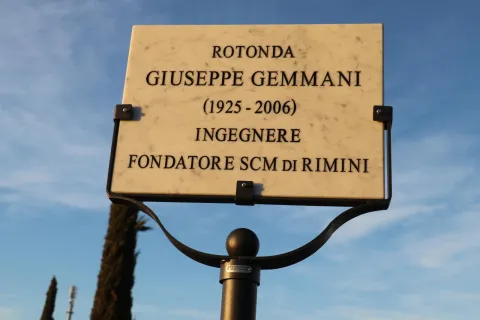 ROTONDA
GIUSEPPE GEMMANI
(1925 - 2006)
INGEGNERE
FONDATORE SCM DI RIMINI